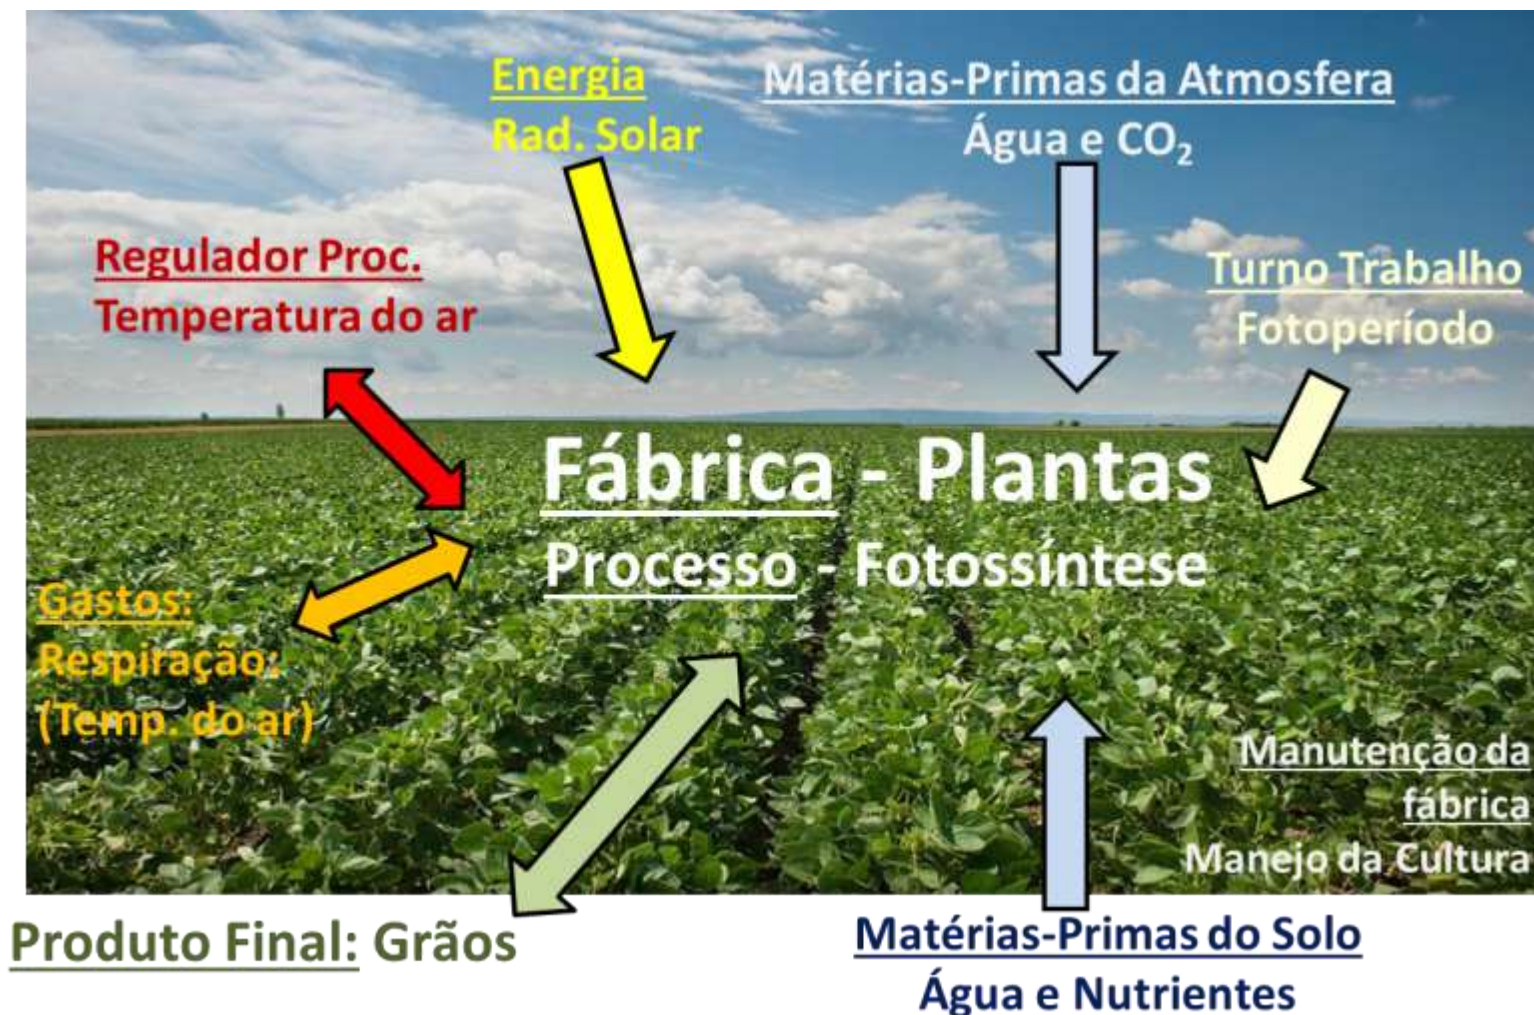 Energia
Rad. Solar
Matérias-Primas da Atmosfera
Água e CO₂
Regulador Proc.
Temperatura do ar
Turno Trabalho
Fotoperíodo
Fábrica - Plantas
Processo - Fotossíntese
Gastos:
Respiração:
(Temp. do ar)
Manutenção da
fábrica
Manejo da Cultura
Produto Final: Grãos
Matérias-Primas do Solo
Água e Nutrientes